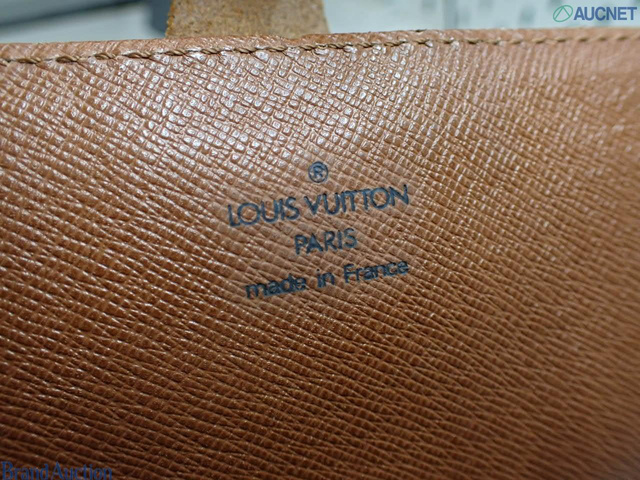 AUCNET
®
LOUIS VUITTON
PARIS
made in France
Brand Auction